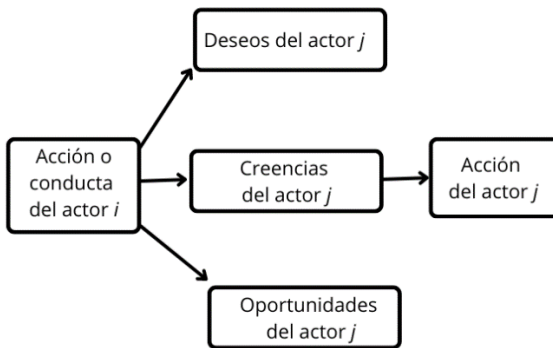 Deseos del actor j
Acción o
conducta
del actor i
Creencias
del actor j
Acción
del actor j
Oportunidades
del actor j